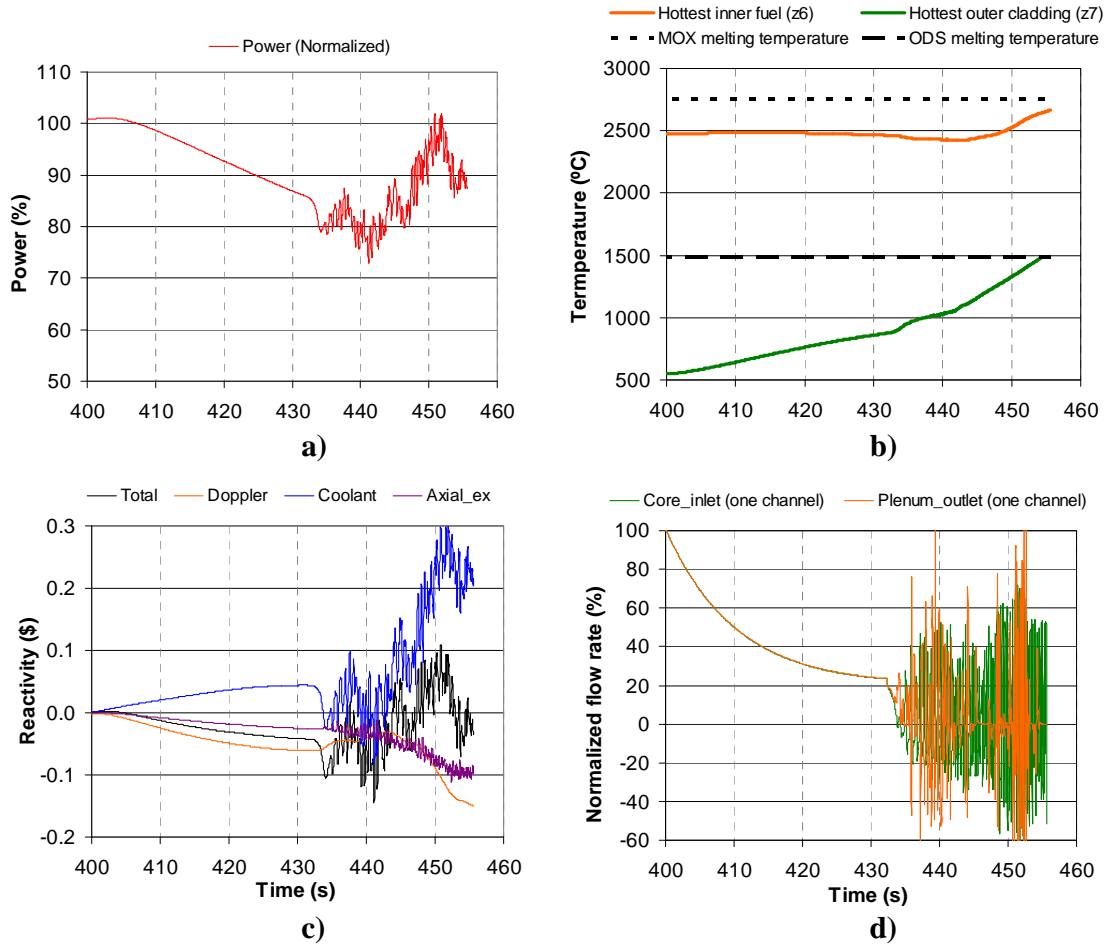 Power (Normalized)
110
100
90
80
70
60
50
Power (%)
400 410 420 430 440 450 460
a)
Hottest inner fuel (z6) Hottest outer cladding (z7)
MOX melting temperature ODS melting temperature
3000
2500
2000
1500
1000
500
Termperature (ºC)
400 410 420 430 440 450 460
b)
Total Doppler Coolant Axial_ex
0.3
0.2
0.1
0.0
-0.1
-0.2
Reactivity ($)
400 410 420 430 440 450 460
Time (s)
c)
Core_inlet (one channel) Plenum_outlet (one channel)
100
80
60
40
20
0
-20
-40
-60
Normalized flow rate (%)
400 410 420 430 440 450 460
Time (s)
d)